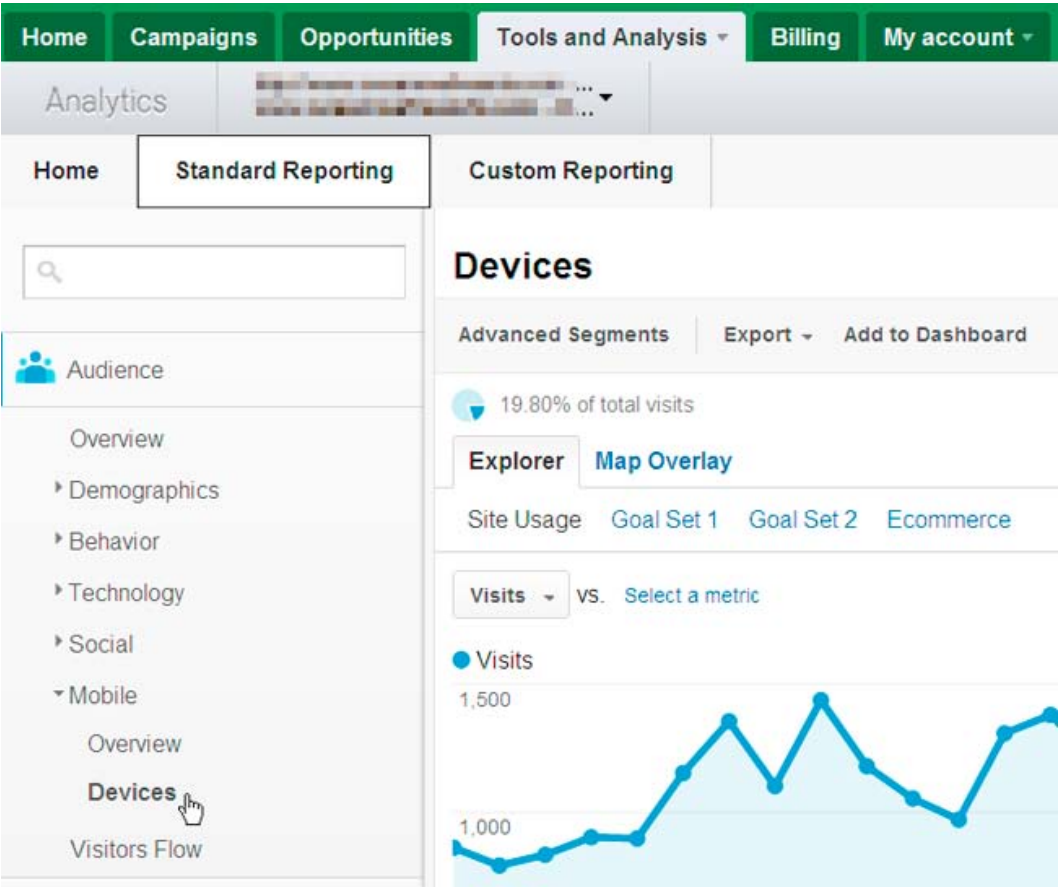 Home Campaigns Opportunities Tools and Analysis Billing My account
Analytics ... ...
Home Standard Reporting Custom Reporting
Devices
Advanced Segments Export Add to Dashboard
Audience
19.80% of total visits
Overview
Explorer Map Overlay
Demographics
Site Usage Goal Set 1 Goal Set 2 Ecommerce
Behavior
Technology
Visits vs. Select a metric
Social
Visits
Mobile
1,500
Overview
Devices
1,000
Visitors Flow